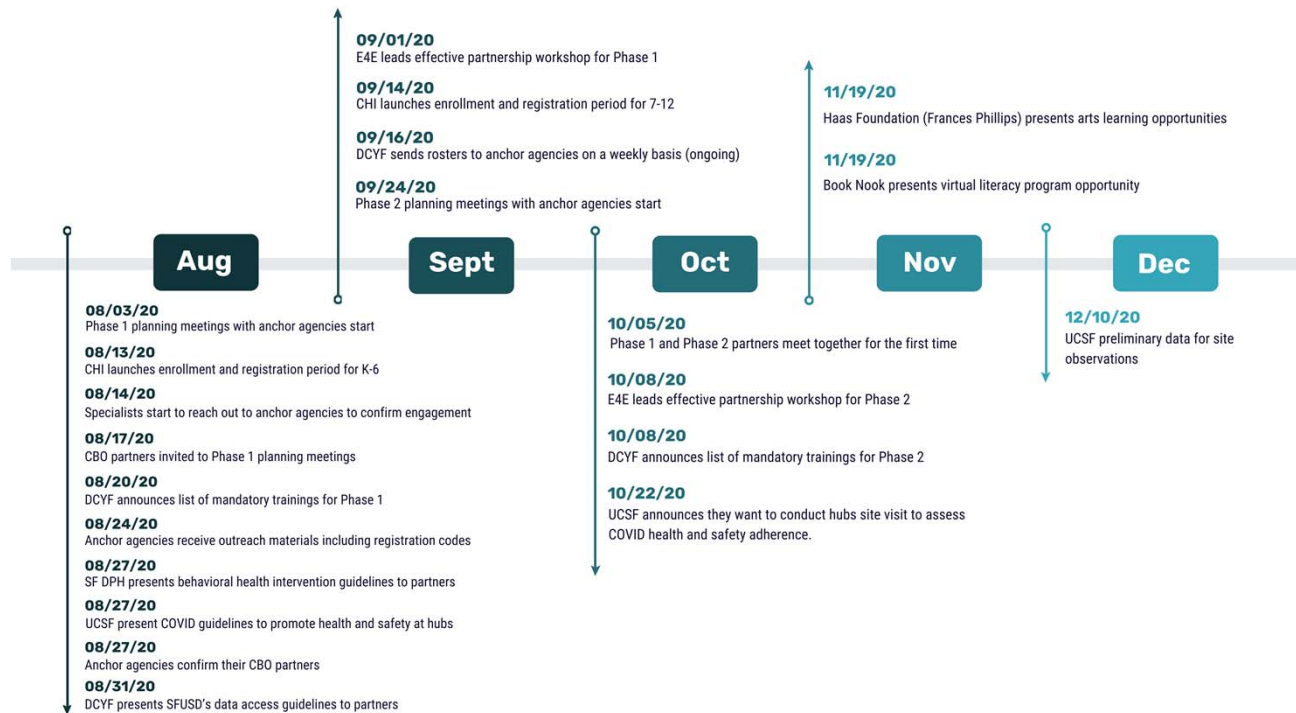 09/01/20
E4E leads effective partnership workshop for Phase 1
09/14/20
CHI launches enrollment and registration period for 7-12
09/16/20
DCYF sends rosters to anchor agencies on a weekly basis (ongoing)
09/24/20
Phase 2 planning meetings with anchor agencies start
11/19/20
Haas Foundation (Frances Phillips) presents arts learning opportunities
11/19/20
Book Nook presents virtual literacy program opportunity
Aug
Sept
Oct
Nov
Dec
08/03/20
Phase 1 planning meetings with anchor agencies start
08/13/20
CHI launches enrollment and registration period for K-6
08/14/20
Specialists start to reach out to anchor agencies to confirm engagement
08/17/20
CBO partners invited to Phase 1 planning meetings
08/20/20
DCYF announces list of mandatory trainings for Phase 1
08/24/20
Anchor agencies receive outreach materials including registration codes
08/27/20
SF DPH presents behavioral health intervention guidelines to partners
08/27/20
UCSF present COVID guidelines to promote health and safety at hubs
08/27/20
Anchor agencies confirm their CBO partners
08/31/20
DCYF presents SFUSD's data access guidelines to partners
10/05/20
Phase 1 and Phase 2 partners meet together for the first time
10/08/20
E4E leads effective partnership workshop for Phase 2
10/08/20
DCYF announces list of mandatory trainings for Phase 2
10/22/20
UCSF announces they want to conduct hubs site visit to assess
COVID health and safety adherence.
12/10/20
UCSF preliminary data for site
observations